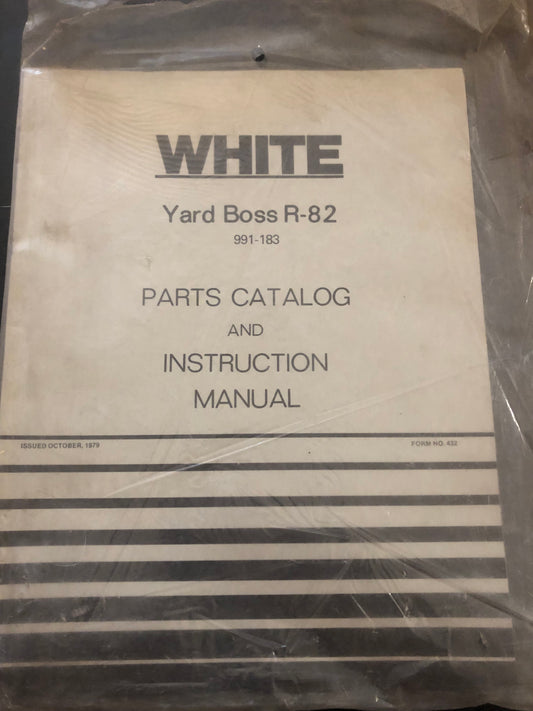 WHITE
Yard Boss R-82
991-183
PARTS CATALOG
AND
INSTRUCTION
MANUAL
ISSUED OCTOBER, 1979 FORM NO. 432